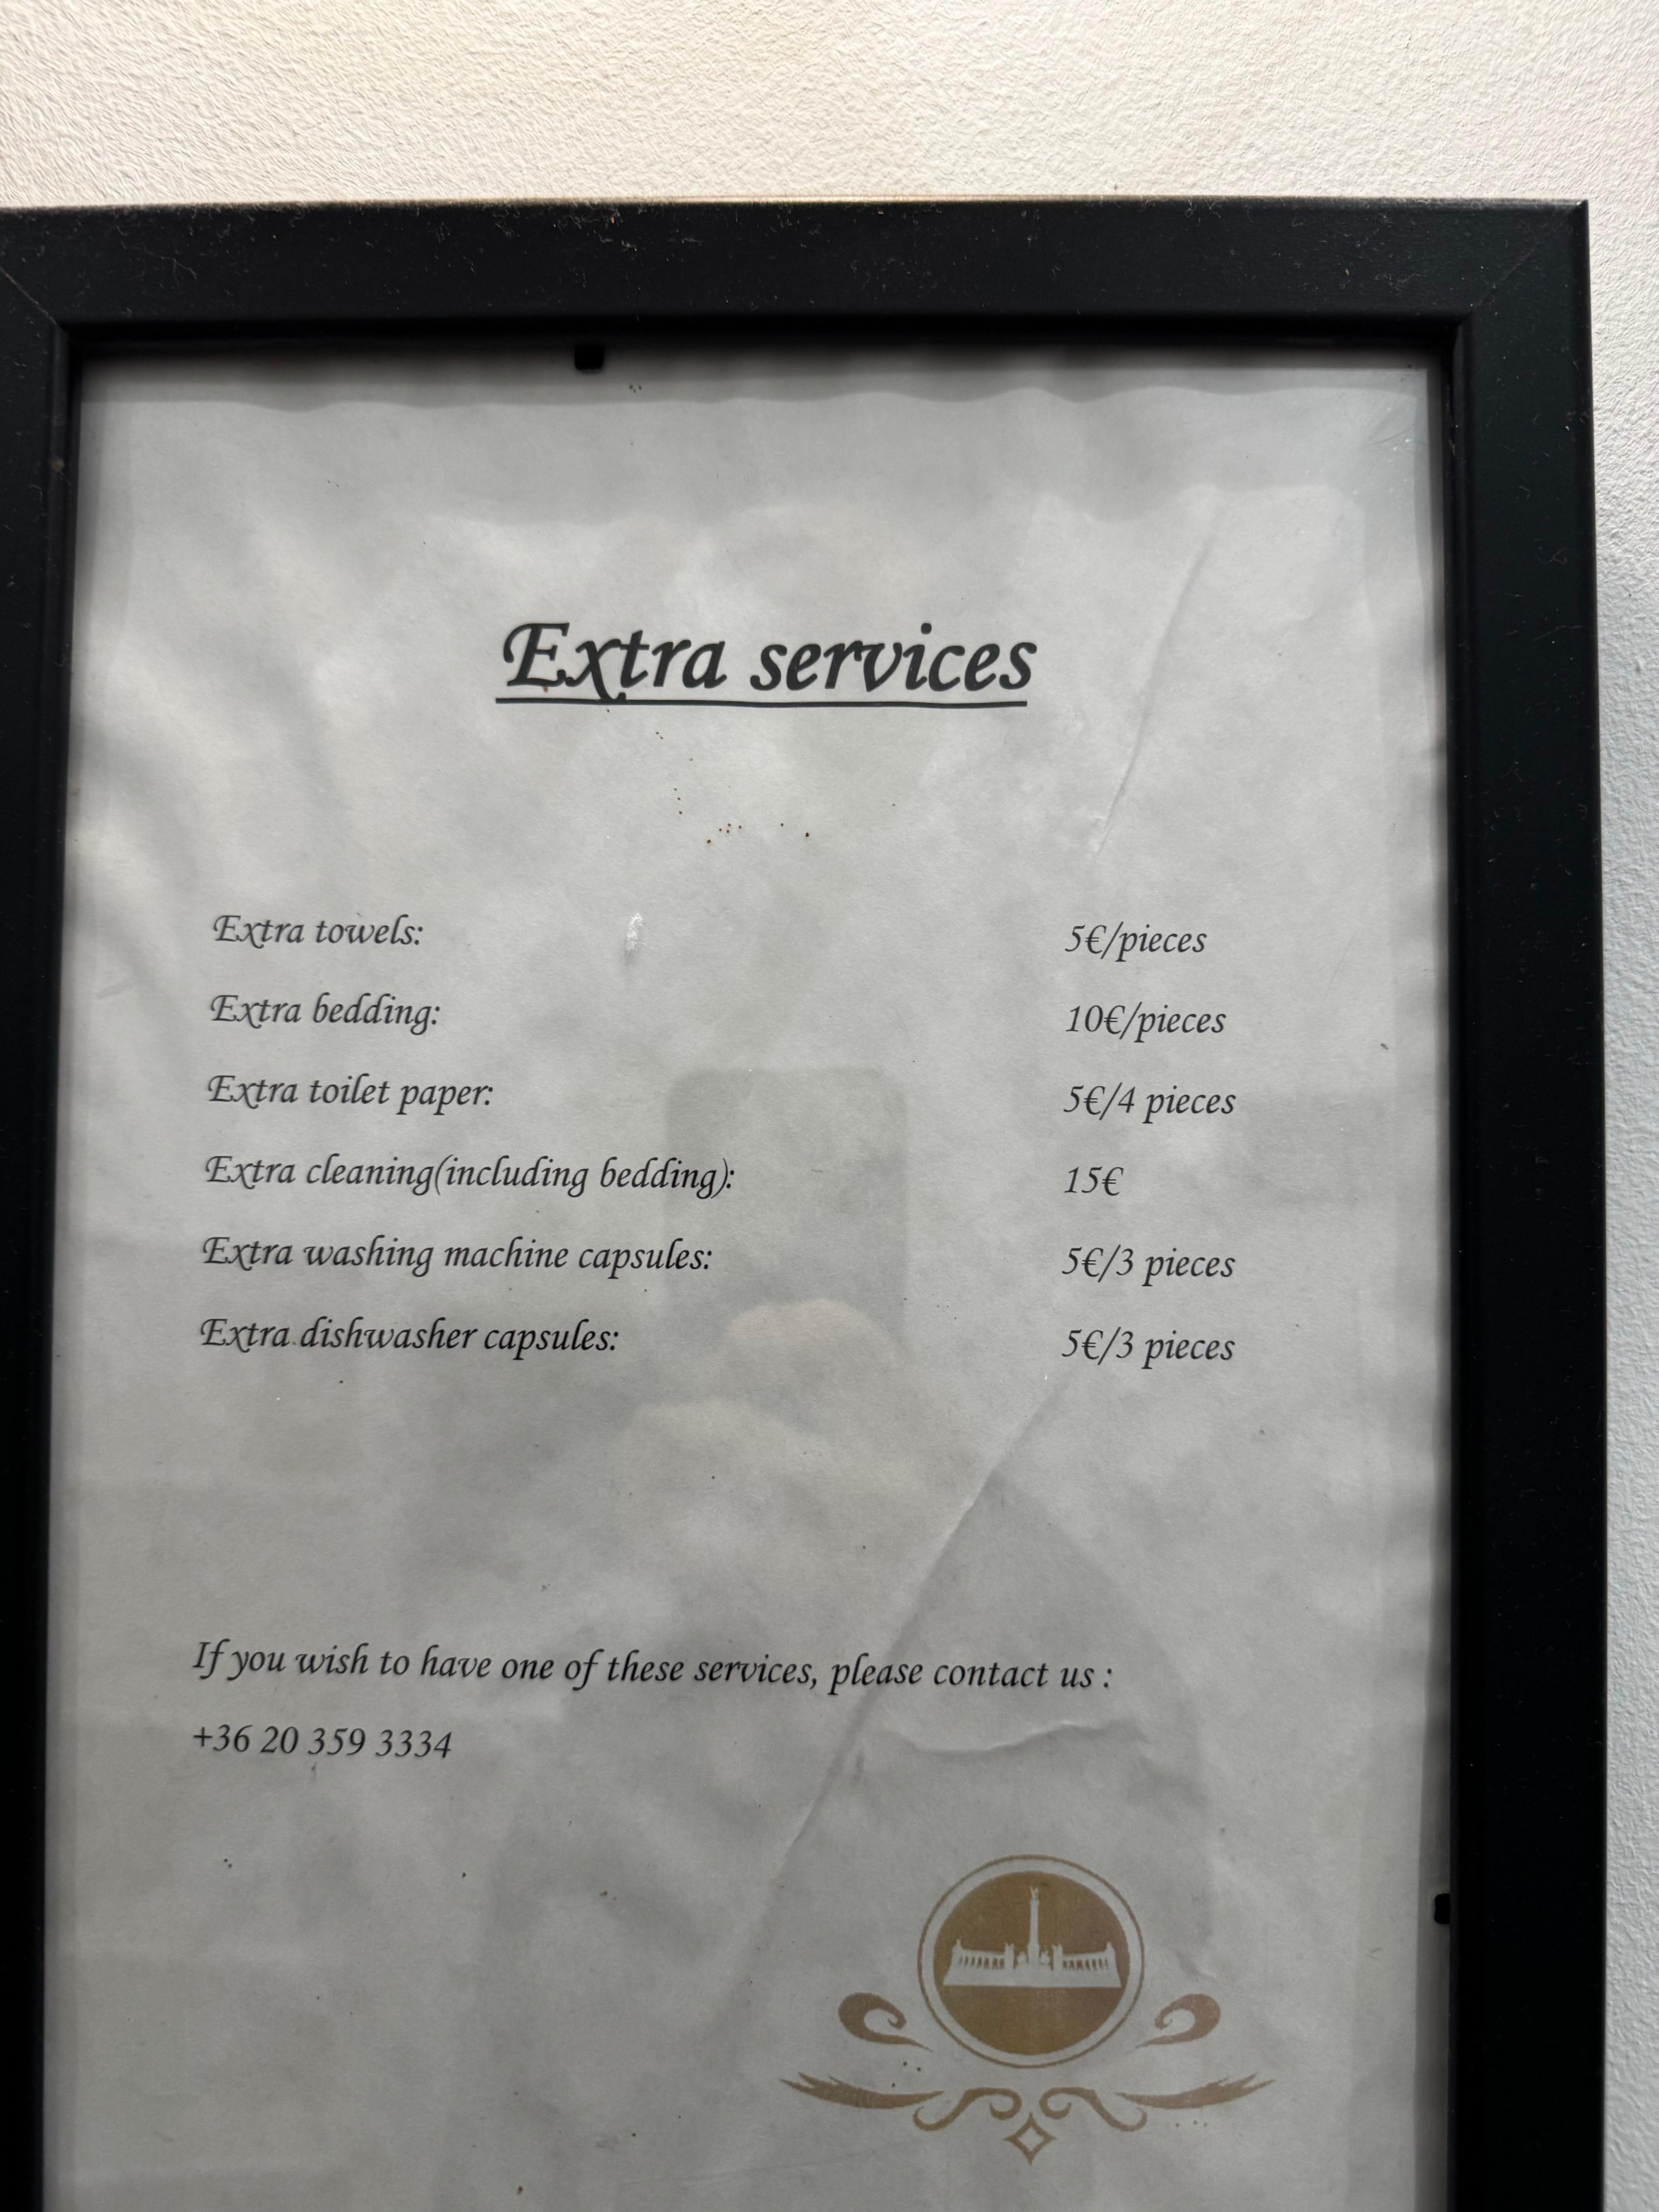 Extra services
Extra towels: 5€/pieces
Extra bedding: 10€/pieces
Extra toilet paper: 5€/4 pieces
Extra cleaning(including bedding): 15€
Extra washing machine capsules: 5€/3 pieces
Extra dishwasher capsules: 5€/3 pieces
If you wish to have one of these services, please contact us :
+36 20 359 3334